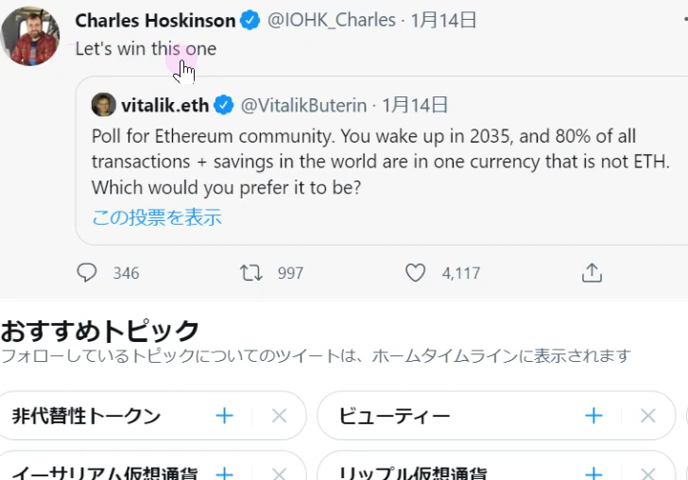 Charles Hoskinson @IOHK_Charles · 1月14日
Let's win this one
vitalik.eth @VitalikButerin · 1月14日
Poll for Ethereum community. You wake up in 2035, and 80% of all
transactions + savings in the world are in one currency that is not ETH.
Which would you prefer it to be?
この投票を表示
346 997 4,117
おすすめトピック
フォローしているトピックについてのツイートは、ホームタイムラインに表示されます
非代替性トークン ビューティー
イーサリアム仮想通貨 リップル仮想通貨